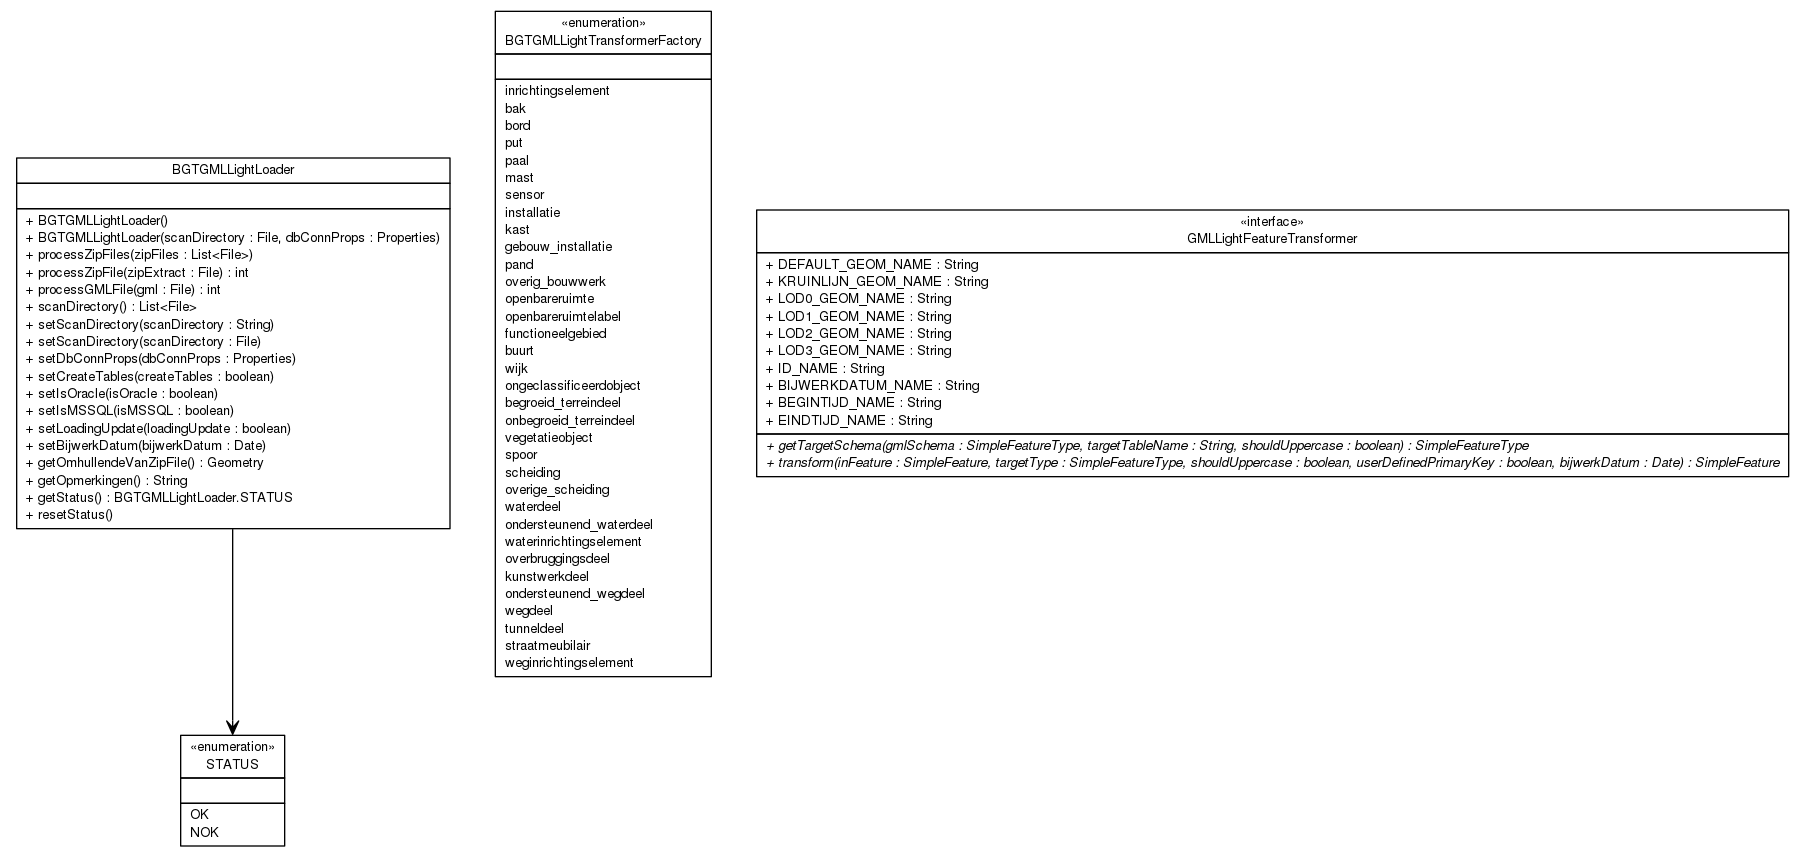 BGTGMLLightLoader
+ BGTGMLLightLoader()
+ BGTGMLLightLoader(scanDirectory : File, dbConnProps : Properties)
+ processZipFiles(zipFiles : List<File>)
+ processZipFile(zipExtract : File) : int
+ processGMLFile(gml : File) : int
+ scanDirectory() : List<File>
+ setScanDirectory(scanDirectory : String)
+ setScanDirectory(scanDirectory : File)
+ setDbConnProps(dbConnProps : Properties)
+ setCreateTables(createTables : boolean)
+ setIsOracle(isOracle : boolean)
+ setIsMSSQL(isMSSQL : boolean)
+ setLoadingUpdate(loadingUpdate : boolean)
+ setBijwerkDatum(bijwerkDatum : Date)
+ getOmhullendeVanZipFile() : Geometry
+ getOpmerkingen() : String
+ getStatus() : BGTGMLLightLoader.STATUS
+ resetStatus()
«enumeration»
STATUS
OK
NOK
«enumeration»
BGTGMLLightTransformerFactory
inrichtingselement
bak
bord
put
paal
mast
sensor
installatie
kast
gebouw_installatie
pand
overig_bouwwerk
openbareruimte
openbareruimtelabel
functioneelgebied
buurt
wijk
ongeclassificeerdobject
begroeid_terreindeel
onbegroeid_terreindeel
vegetatieobject
spoor
scheiding
overige_scheiding
waterdeel
ondersteunend_waterdeel
waterinrichtingselement
overbruggingsdeel
kunstwerkdeel
ondersteunend_wegdeel
wegdeel
tunneldeel
straatmeubilair
weginrichtingselement
«interface»
GMLLightFeatureTransformer
+ DEFAULT_GEOM_NAME : String
+ KRUINLIJN_GEOM_NAME : String
+ LOD0_GEOM_NAME : String
+ LOD1_GEOM_NAME : String
+ LOD2_GEOM_NAME : String
+ LOD3_GEOM_NAME : String
+ ID_NAME : String
+ BIJWERKDATUM_NAME : String
+ BEGINTIJD_NAME : String
+ EINDTIJD_NAME : String
+ getTargetSchema(gmlSchema : SimpleFeatureType, targetTableName : String, shouldUppercase : boolean) : SimpleFeatureType
+ transform(inFeature : SimpleFeature, targetType : SimpleFeatureType, shouldUppercase : boolean, userDefinedPrimaryKey : boolean, bijwerkDatum : Date) : SimpleFeature